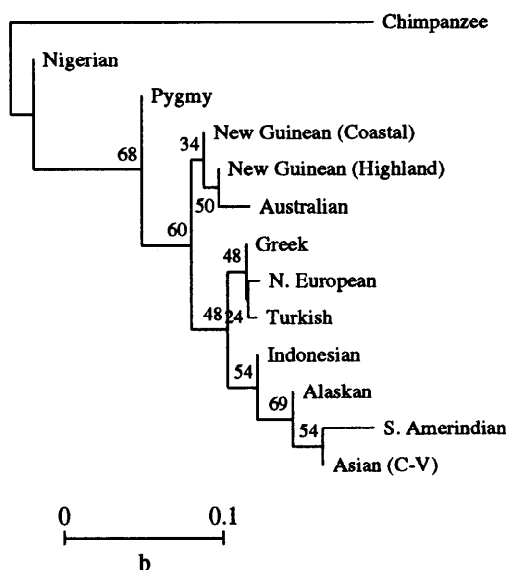 Chimpanzee
Nigerian
Pygmy
68
New Guinean (Coastal)
34
New Guinean (Highland)
50
Australian
60
Greek
48
N. European
48
24
Turkish
Indonesian
54
Alaskan
69
S. Amerindian
54
Asian (C-V)
0
0.1
b